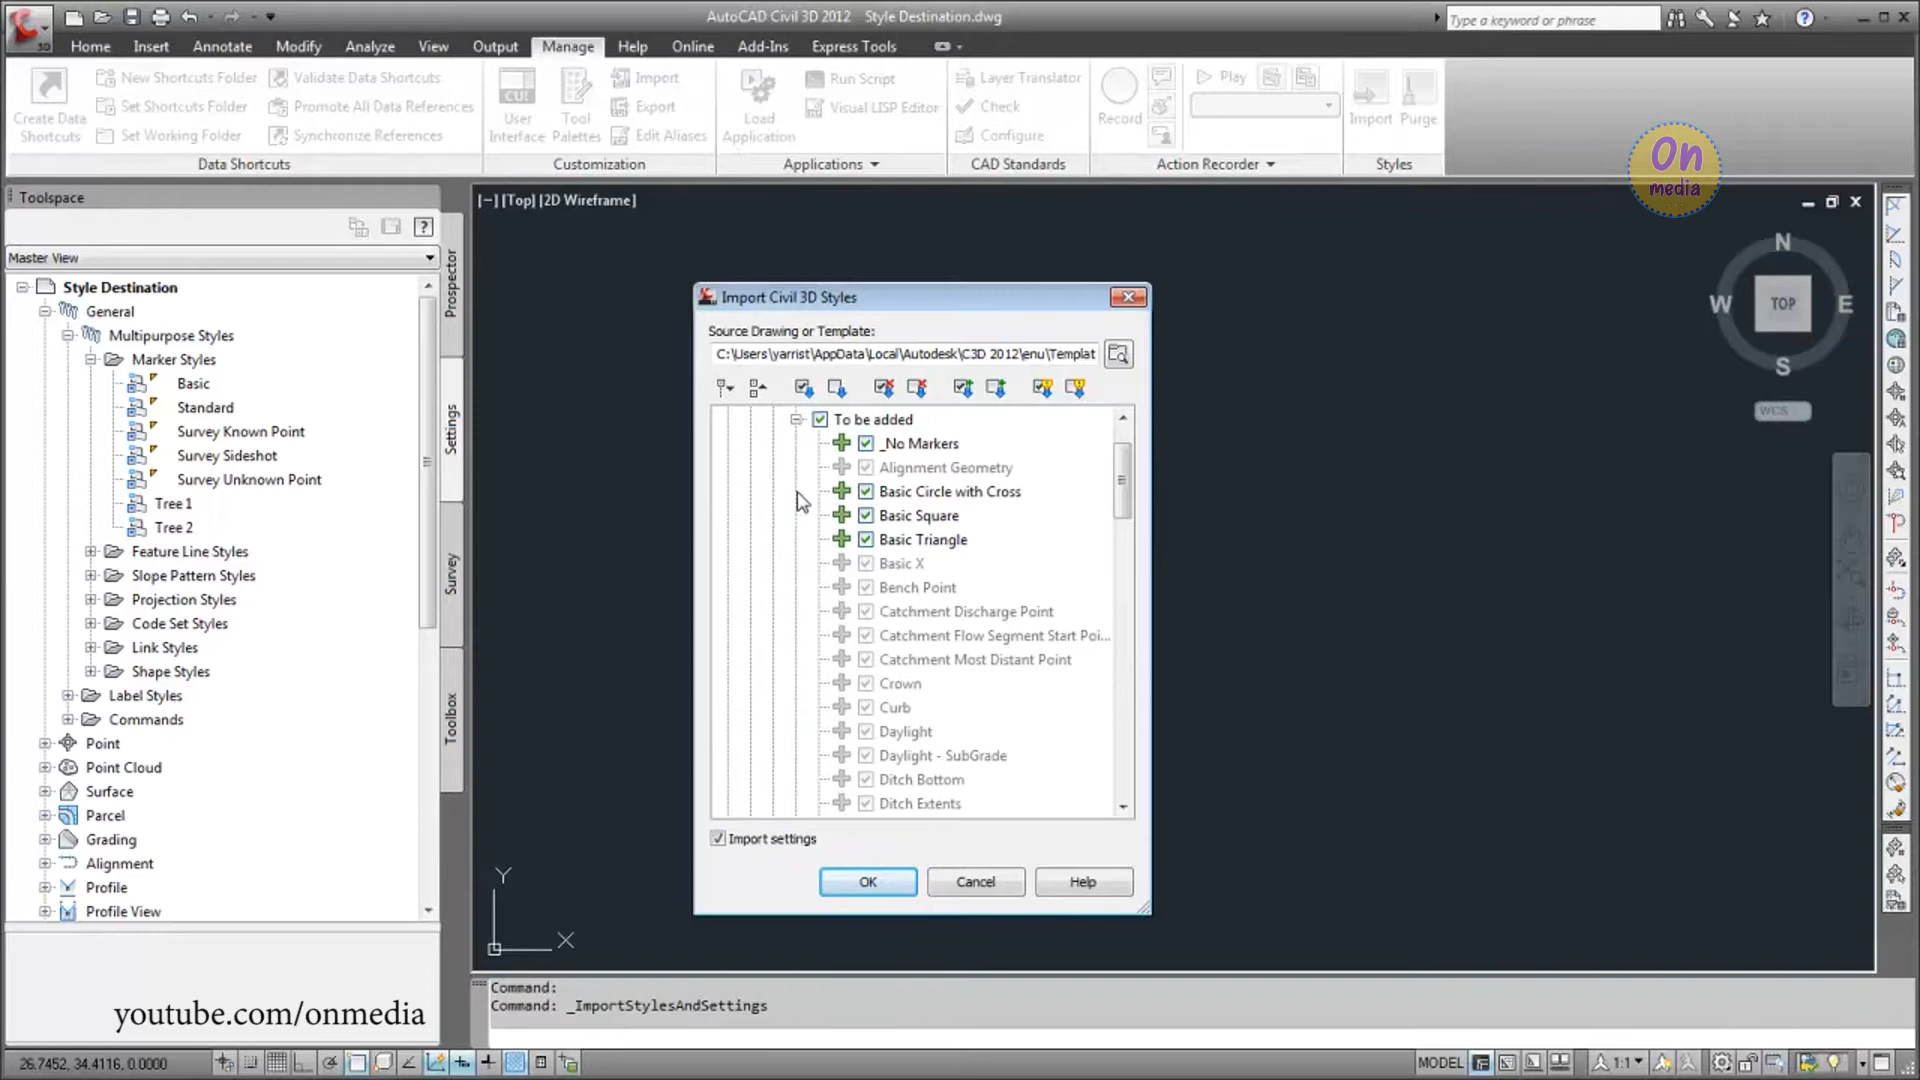 AutoCAD Civil 3D 2012 Style Destination.dwg
Type a keyword or phrase
Home Insert Annotate Modify Analyze View Output Manage Help Online Add-Ins Express Tools
New Shortcuts Folder
Validate Data Shortcuts
Set Shortcuts Folder
Promote All Data References
Create Data Shortcuts
Set Working Folder
Synchronize References
Data Shortcuts
CUI
User Interface
Tool Palettes
Import
Export
Edit Aliases
Customization
Load Application
Run Script
Visual LISP Editor
Applications
Layer Translator
Check
Configure
CAD Standards
Record
Play
Action Recorder
Import
Purge
Styles
On
media
Toolspace
Master View
Style Destination
General
Multipurpose Styles
Marker Styles
Basic
Standard
Survey Known Point
Survey Sideshot
Survey Unknown Point
Tree 1
Tree 2
Feature Line Styles
Slope Pattern Styles
Projection Styles
Code Set Styles
Link Styles
Shape Styles
Label Styles
Commands
Point
Point Cloud
Surface
Parcel
Grading
Alignment
Profile
Profile View
Prospector
Settings
Survey
Toolbox
[−] [Top] [2D Wireframe]
N
W TOP E
S
WCS
Import Civil 3D Styles
Source Drawing or Template:
C:\Users\yarrist\AppData\Local\Autodesk\C3D 2012\enu\Templat
To be added
_No Markers
Alignment Geometry
Basic Circle with Cross
Basic Square
Basic Triangle
Basic X
Bench Point
Catchment Discharge Point
Catchment Flow Segment Start Poi...
Catchment Most Distant Point
Crown
Curb
Daylight
Daylight - SubGrade
Ditch Bottom
Ditch Extents
Import settings
OK Cancel Help
Y
X
Command:
Command: _ImportStylesAndSettings
youtube.com/onmedia
26.7452, 34.4116, 0.0000
MODEL
1:1